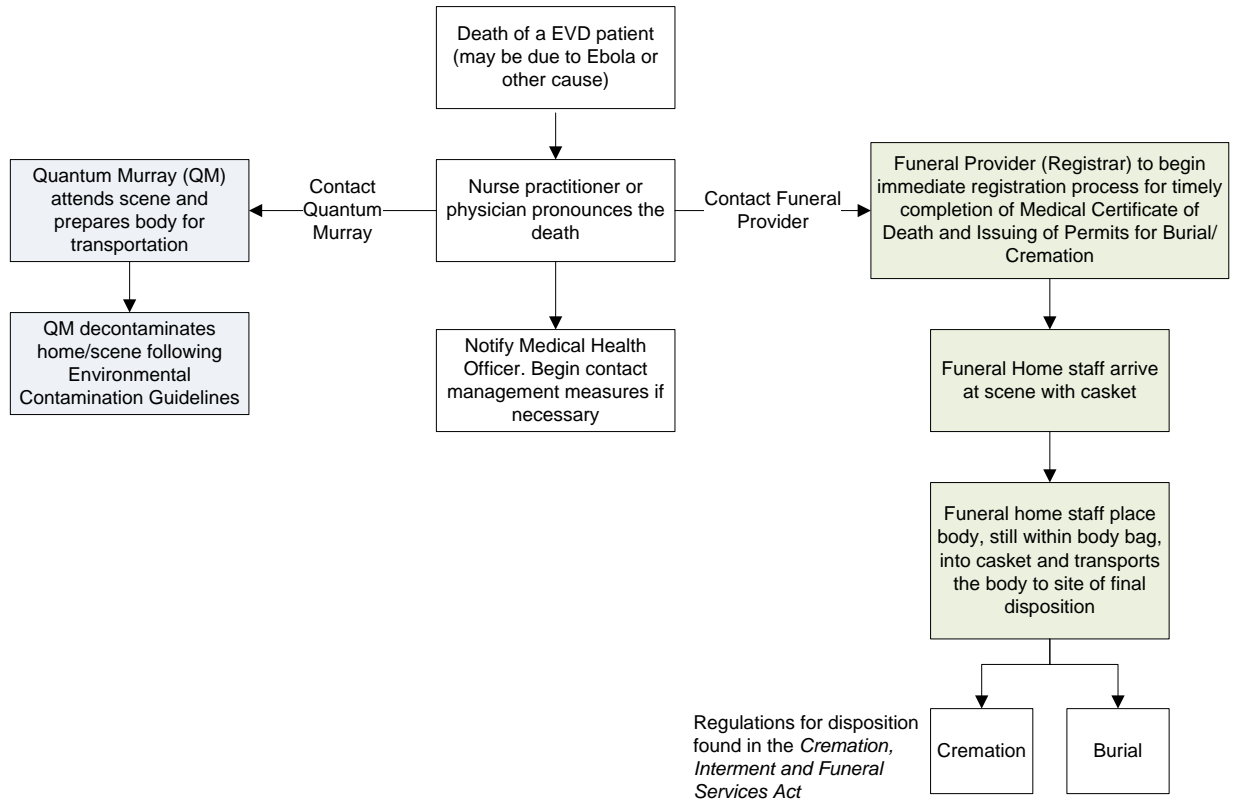 Death of a EVD patient
(may be due to Ebola or
other cause)
Quantum Murray (QM)
attends scene and
prepares body for
transportation
Contact
Quantum
Murray
Nurse practitioner or
physician pronounces the
death
Contact Funeral
Provider
Funeral Provider (Registrar) to begin
immediate registration process for timely
completion of Medical Certificate of
Death and Issuing of Permits for Burial/
Cremation
QM decontaminates
home/scene following
Environmental
Contamination Guidelines
Notify Medical Health
Officer. Begin contact
management measures if
necessary
Funeral Home staff arrive
at scene with casket
Funeral home staff place
body, still within body bag,
into casket and transports
the body to site of final
disposition
Regulations for disposition
found in the Cremation,
Interment and Funeral
Services Act
Cremation
Burial